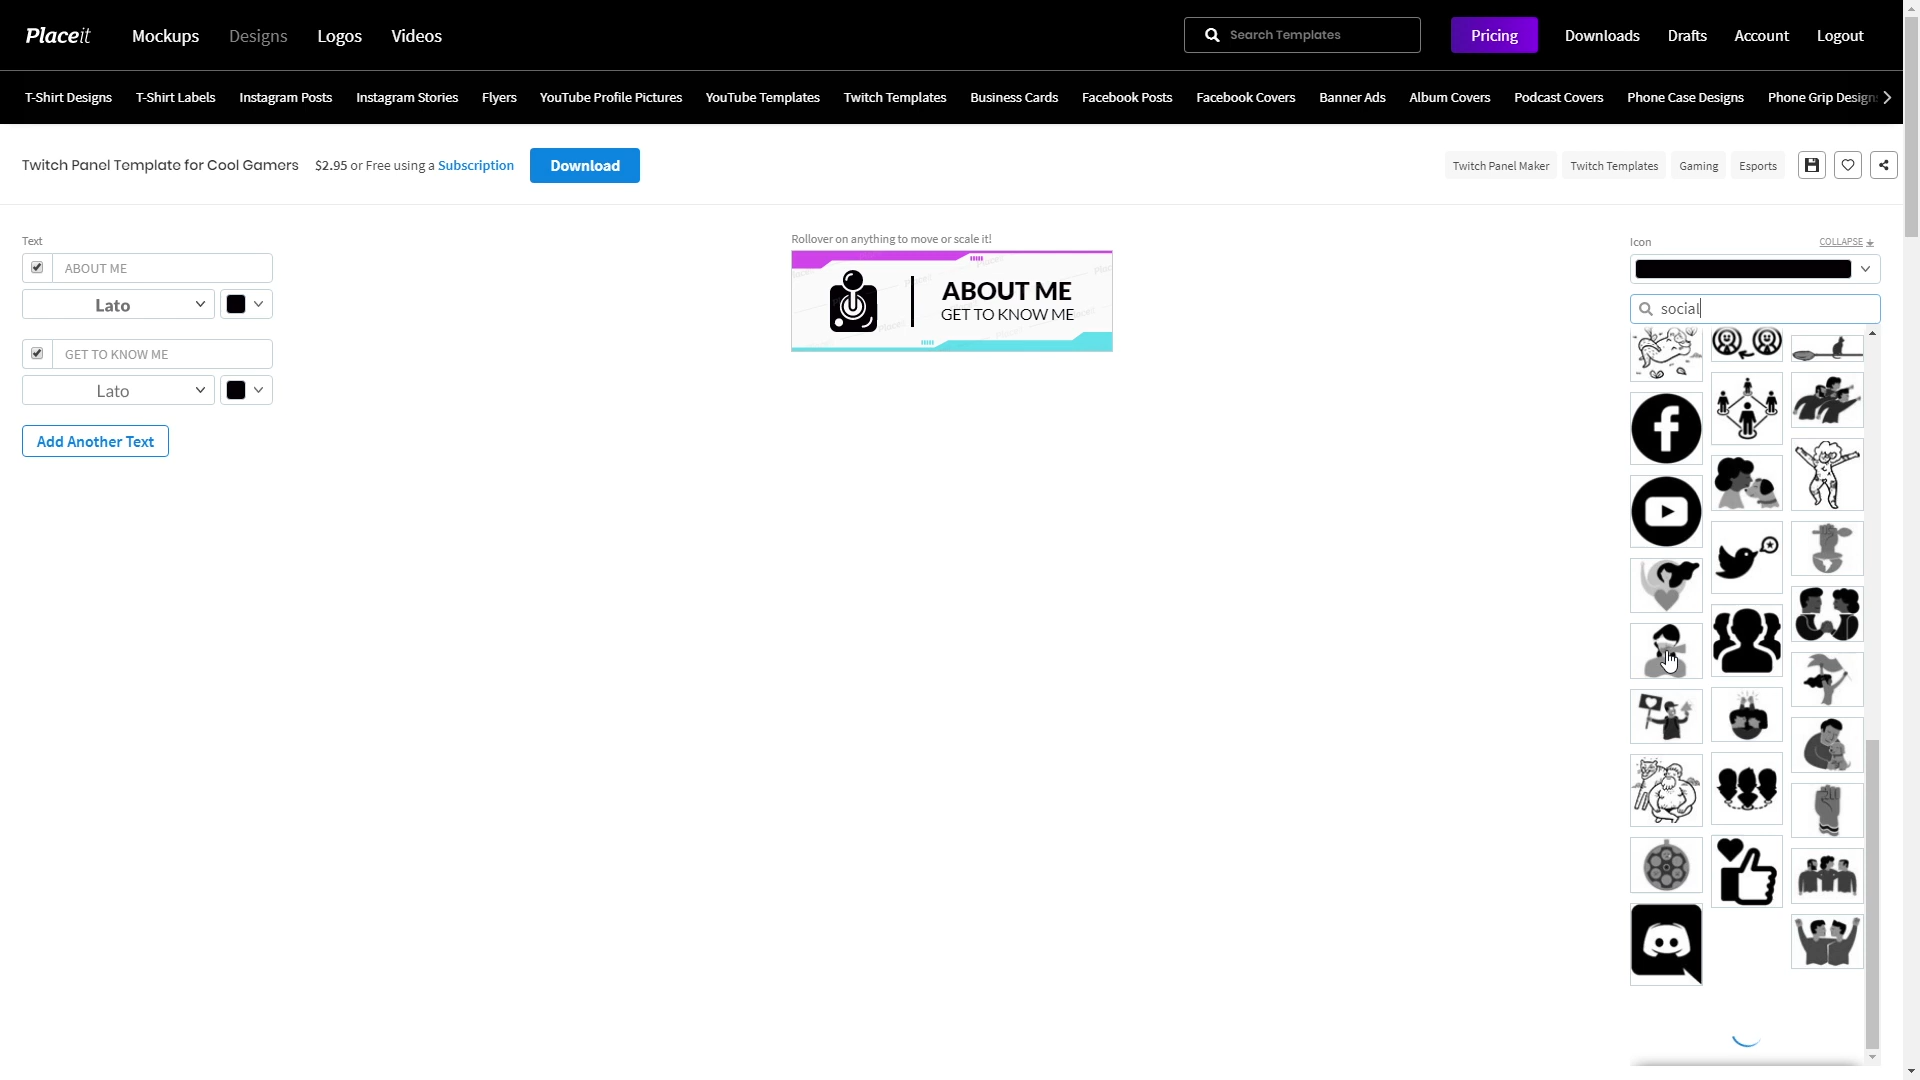 Placeit
Mockups
Designs
Logos
Videos
Search Templates
Pricing
Downloads
Drafts
Account
Logout
T-Shirt Designs
T-Shirt Labels
Instagram Posts
Instagram Stories
Flyers
YouTube Profile Pictures
YouTube Templates
Twitch Templates
Business Cards
Facebook Posts
Facebook Covers
Banner Ads
Album Covers
Podcast Covers
Phone Case Designs
Phone Grip Designs
Twitch Panel Template for Cool Gamers
$2.95 or Free using a Subscription
Download
Twitch Panel Maker
Twitch Templates
Gaming
Esports
Text
ABOUT ME
Lato
GET TO KNOW ME
Lato
Add Another Text
Rollover on anything to move or scale it!
ABOUT ME
GET TO KNOW ME
Icon
COLLAPSE
social